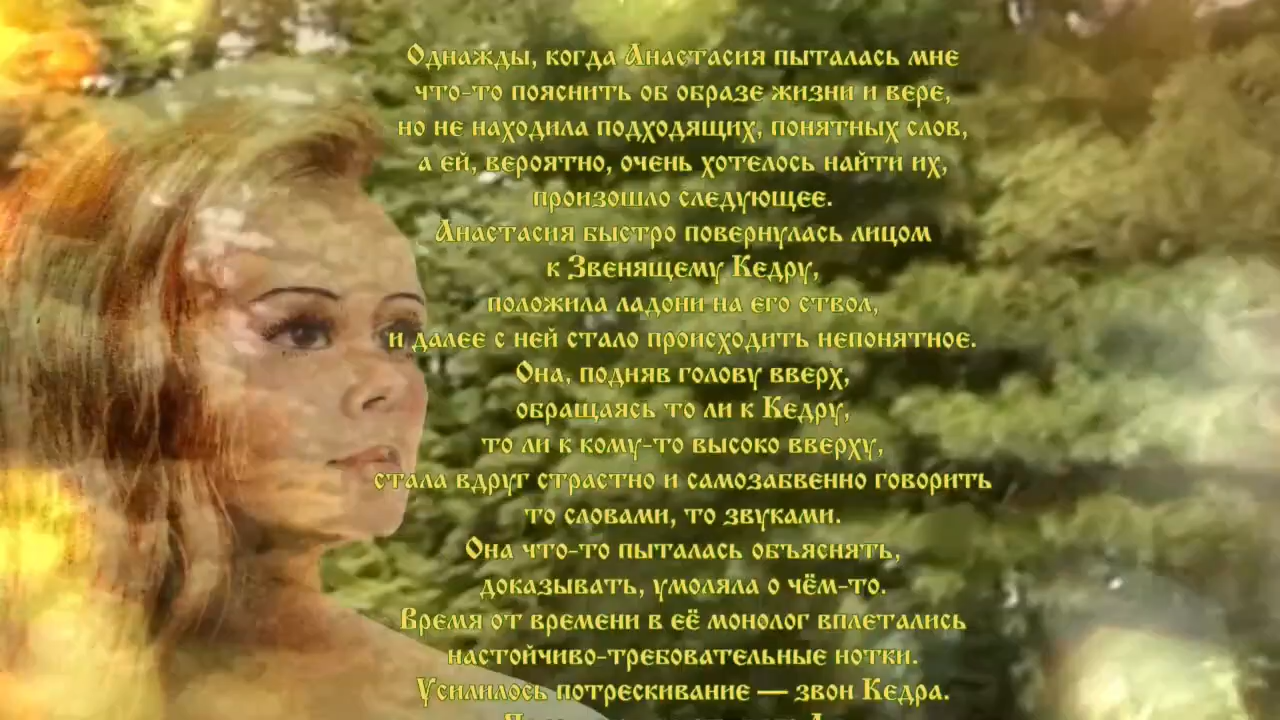 Однажды, когда Анастасия пыталась мне
что-то пояснить об образе жизни и вере,
но не находила подходящих, понятных слов,
а ей, вероятно, очень хотелось найти их,
произошло следующее.
Анастасия быстро повернулась лицом
к Звенящему Кедру,
положила ладони на его ствол,
и далее с ней стало происходить непонятное.
Она, подняв голову вверх,
обращаясь то ли к Кедру,
то ли к кому-то высоко вверху,
стала вдруг страстно и самозабвенно говорить
то словами, то звуками.
Она что-то пыталась объяснять,
доказывать, умоляла о чём-то.
Время от времени в её монолог вплетались
настойчиво-требовательные нотки.
Усилилось потрескивание — звон Кедра.